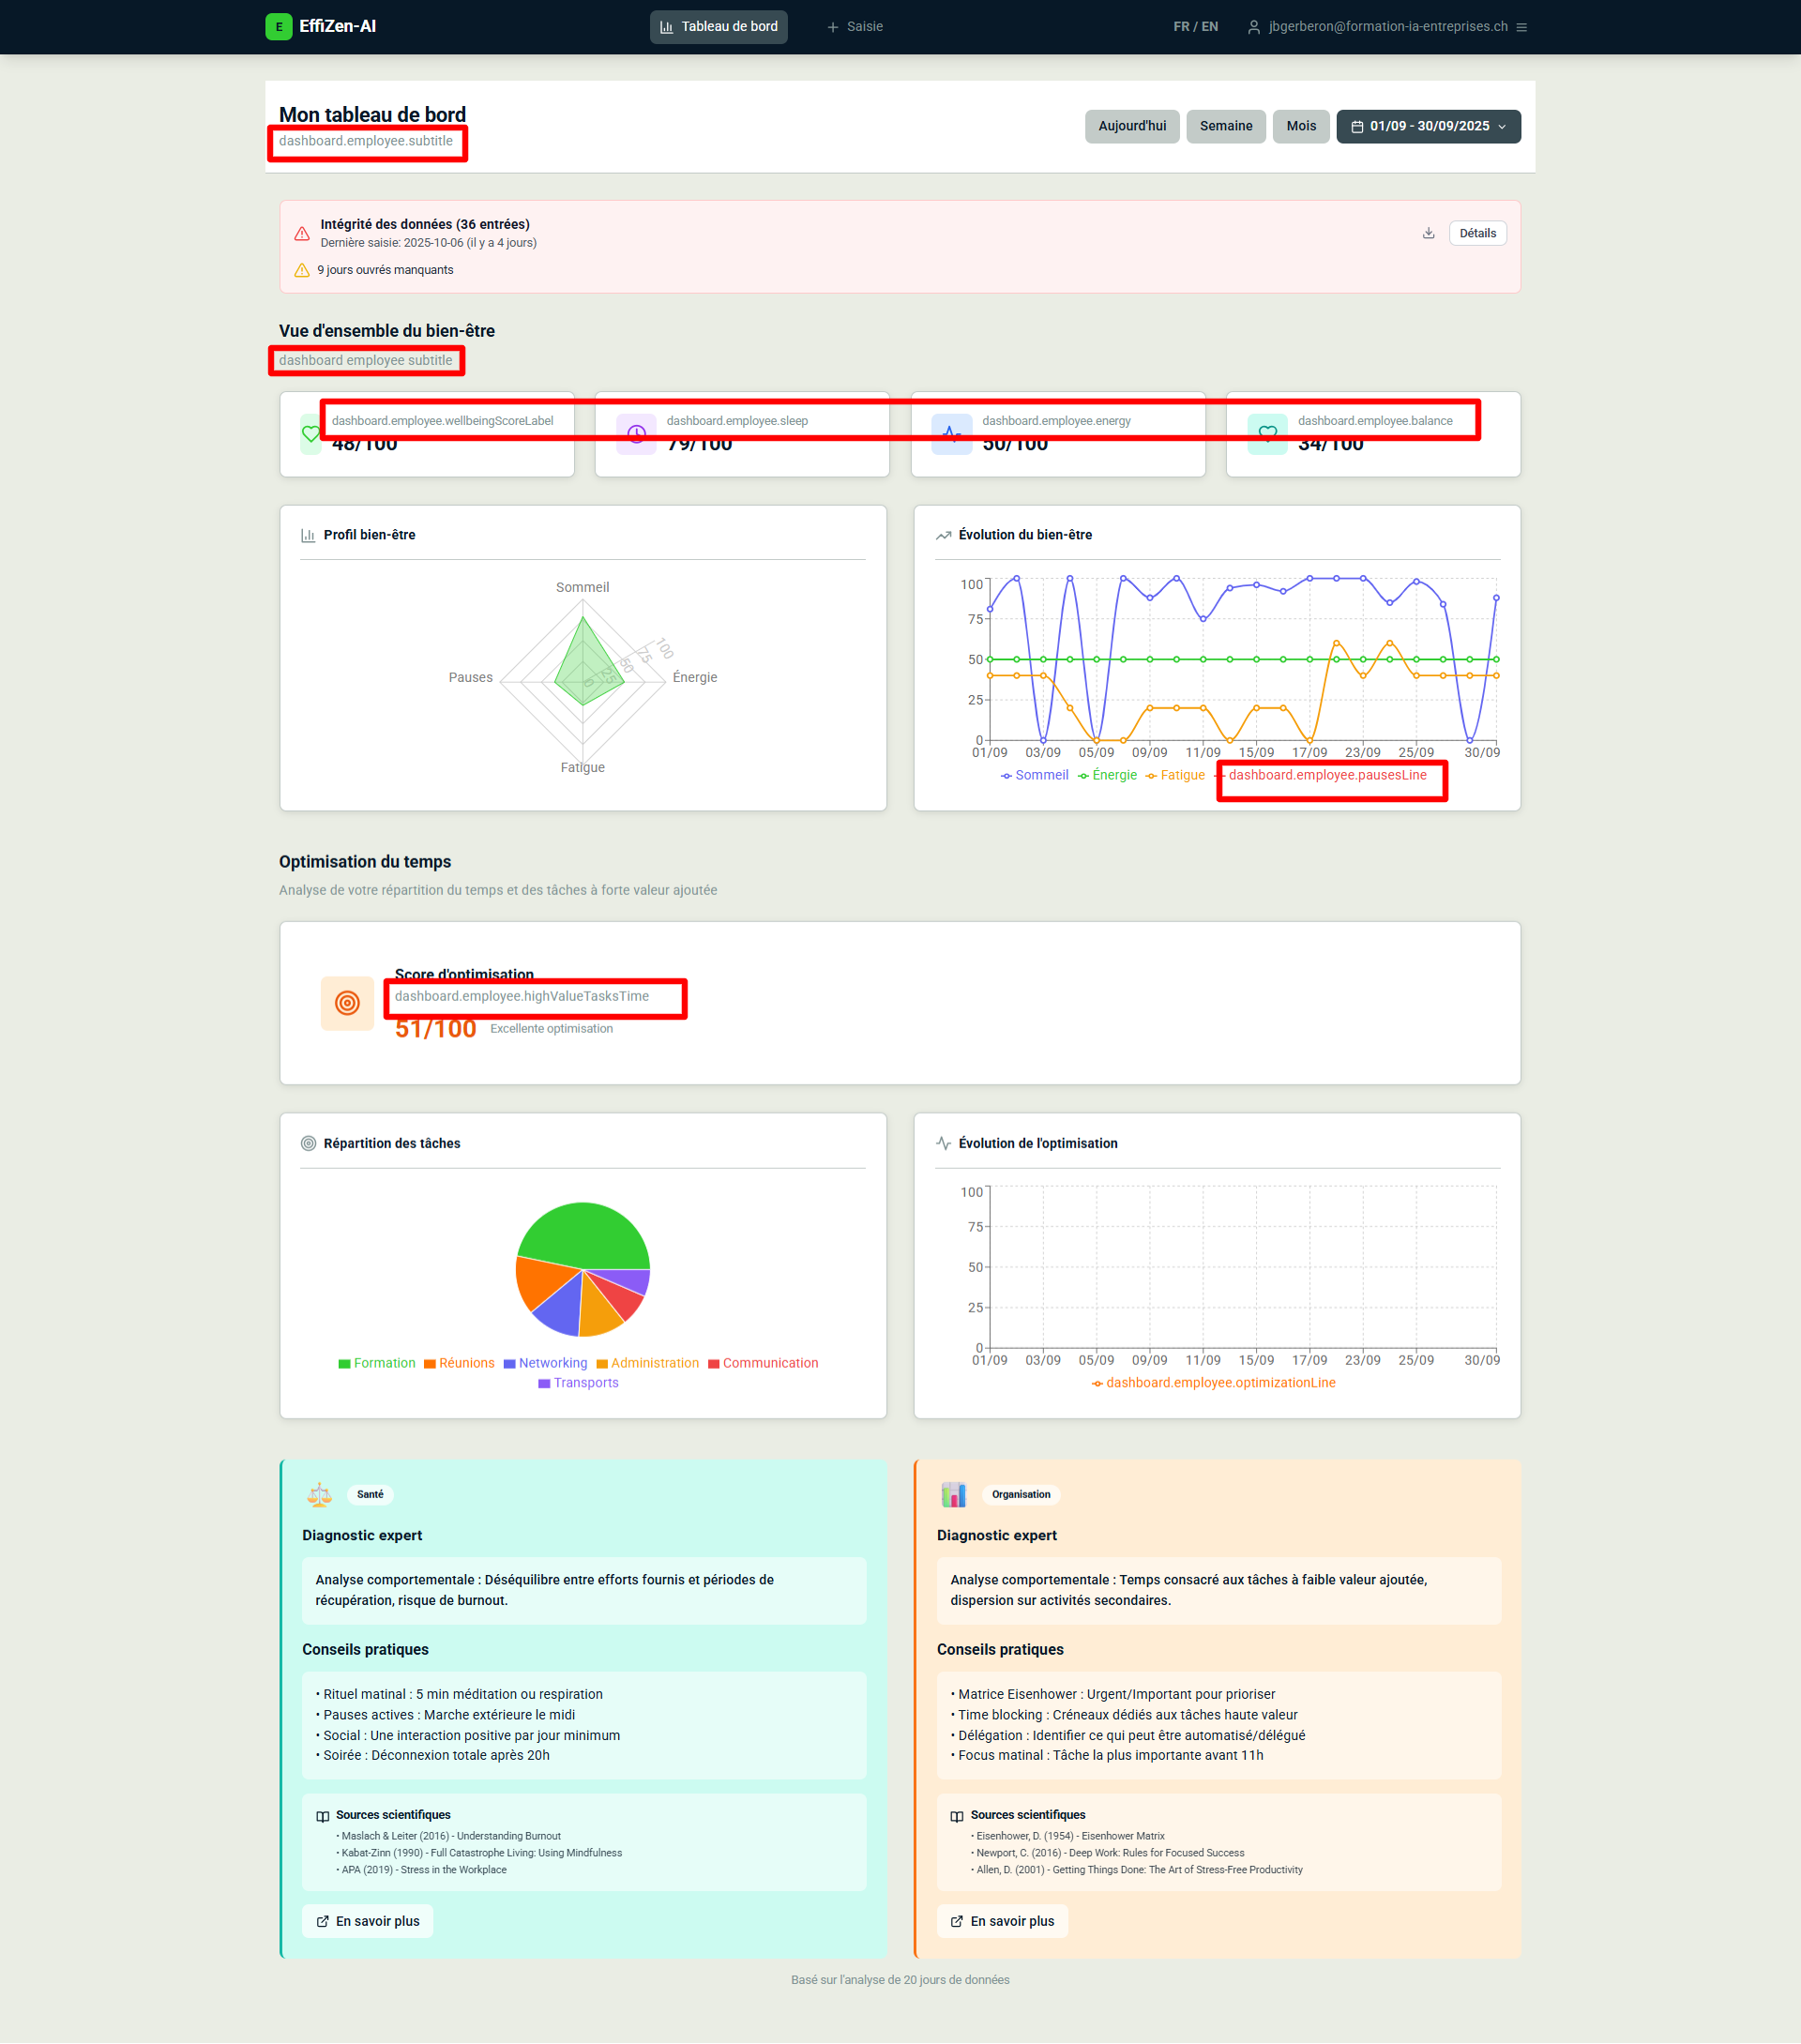 E EffiZen-AI
Tableau de bord
+ Saisie
FR / EN
jbgerberon@formation-ia-entreprises.ch
Mon tableau de bord
dashboard.employee.subtitle
Aujourd'hui
Semaine
Mois
01/09 - 30/09/2025
Intégrité des données (36 entrées)
Dernière saisie: 2025-10-06 (il y a 4 jours)
Détails
9 jours ouvrés manquants
Vue d'ensemble du bien-être
dashboard employee subtitle
dashboard.employee.wellbeingScoreLabel
48/100
dashboard.employee.sleep
79/100
dashboard.employee.energy
50/100
dashboard.employee.balance
34/100
Profil bien-être
Sommeil
Pauses
Énergie
Fatigue
0
25
50
75
100
Évolution du bien-être
100
75
50
25
0
01/09 03/09 05/09 09/09 11/09 15/09 17/09 23/09 25/09 30/09
Sommeil Énergie Fatigue dashboard.employee.pausesLine
Optimisation du temps
Analyse de votre répartition du temps et des tâches à forte valeur ajoutée
Score d'optimisation
dashboard.employee.highValueTasksTime
51/100 Excellente optimisation
Répartition des tâches
Formation Réunions Networking Administration Communication
Transports
Évolution de l'optimisation
100
75
50
25
0
01/09 03/09 05/09 09/09 11/09 15/09 17/09 23/09 25/09 30/09
dashboard.employee.optimizationLine
Santé
Diagnostic expert
Analyse comportementale : Déséquilibre entre efforts fournis et périodes de
récupération, risque de burnout.
Conseils pratiques
• Rituel matinal : 5 min méditation ou respiration
• Pauses actives : Marche extérieure le midi
• Social : Une interaction positive par jour minimum
• Soirée : Déconnexion totale après 20h
Sources scientifiques
• Maslach & Leiter (2016) - Understanding Burnout
• Kabat-Zinn (1990) - Full Catastrophe Living: Using Mindfulness
• APA (2019) - Stress in the Workplace
En savoir plus
Organisation
Diagnostic expert
Analyse comportementale : Temps consacré aux tâches à faible valeur ajoutée,
dispersion sur activités secondaires.
Conseils pratiques
• Matrice Eisenhower : Urgent/Important pour prioriser
• Time blocking : Créneaux dédiés aux tâches haute valeur
• Délégation : Identifier ce qui peut être automatisé/délégué
• Focus matinal : Tâche la plus importante avant 11h
Sources scientifiques
• Eisenhower, D. (1954) - Eisenhower Matrix
• Newport, C. (2016) - Deep Work: Rules for Focused Success
• Allen, D. (2001) - Getting Things Done: The Art of Stress-Free Productivity
En savoir plus
Basé sur l'analyse de 20 jours de données